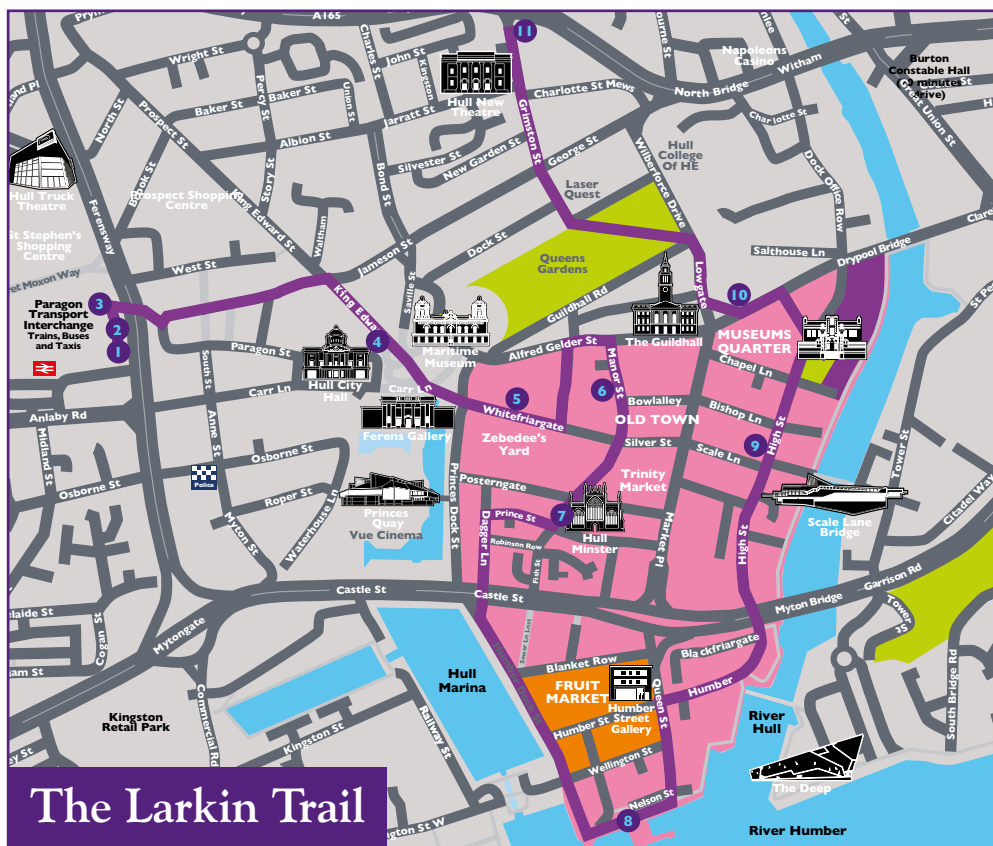 A165
Wright St
Charles St
John St
Kingston
11
Hull New
Theatre
Napoleons
Casino
Witham
Burton
Constable Hall
Great Union St
North Bridge
Charlotte St Mews
Charlotte St
North St
Prospect St
Percy St
Baker St
Baker St
Union St
Jarratt St
Albion St
Silvester St
New Garden St
George St
Grimston St
Wilberforce Drive
Hull
College
Of HE
Dock Office Row
Hull Truck
Theatre
Ferensway
Brook St
Prospect Shopping
Centre
Story St
King Edward St
Waltham
Bond St
Laser
Quest
St Stephen's
Shopping
Centre
West St
Jameson St
Dock St
Queens
Gardens
Lowgate
Salthouse Ln
Drypool Bridge
Saville St
Guildhall Rd
3
2
1
Paragon
Transport
Interchange
Trains, Buses
and Taxis
4
10
MUSEUMS
QUARTER
Maritime
Museum
The Guildhall
Alfred Gelder St
Manor St
Chapel Ln
Paragon St
South St
Hull City
Hall
Carr Ln
Carr Ln
5
6
Whitefriargate
Bowlalley
OLD TOWN
Bishop Ln
High St
Anlaby Rd
Anne St
Ferens Gallery
Zebedee's
Yard
Silver St
Scale Ln
9
Midland St
Osborne St
Osborne St
Police
Roper St
Waterhouse Ln
Myton St
Princes
Quay
Vue Cinema
Princes Dock St
Posterngate
Trinity
Market
Tower St
Citadel Way
Prince St
7
Hull
Minster
Dagger Ln
Robinson Row
Fish St
Market Pl
High St
Scale Lane
Bridge
Castle St
Castle St
Garrison Rd
Myton Bridge
Tower
St
Cogan St
Mytongate
Blackfriargate
Blanket Row
Hull
Marina
FRUIT
MARKET
Humber
Street
Gallery
Queen St
Humber
Humber St
South Bridge Rd
Kingston
Retail Park
Commercial Rd
Kingston St
Railway St
Wellington St
River
Hull
The Deep
Nelson St
8
River Humber
The Larkin Trail